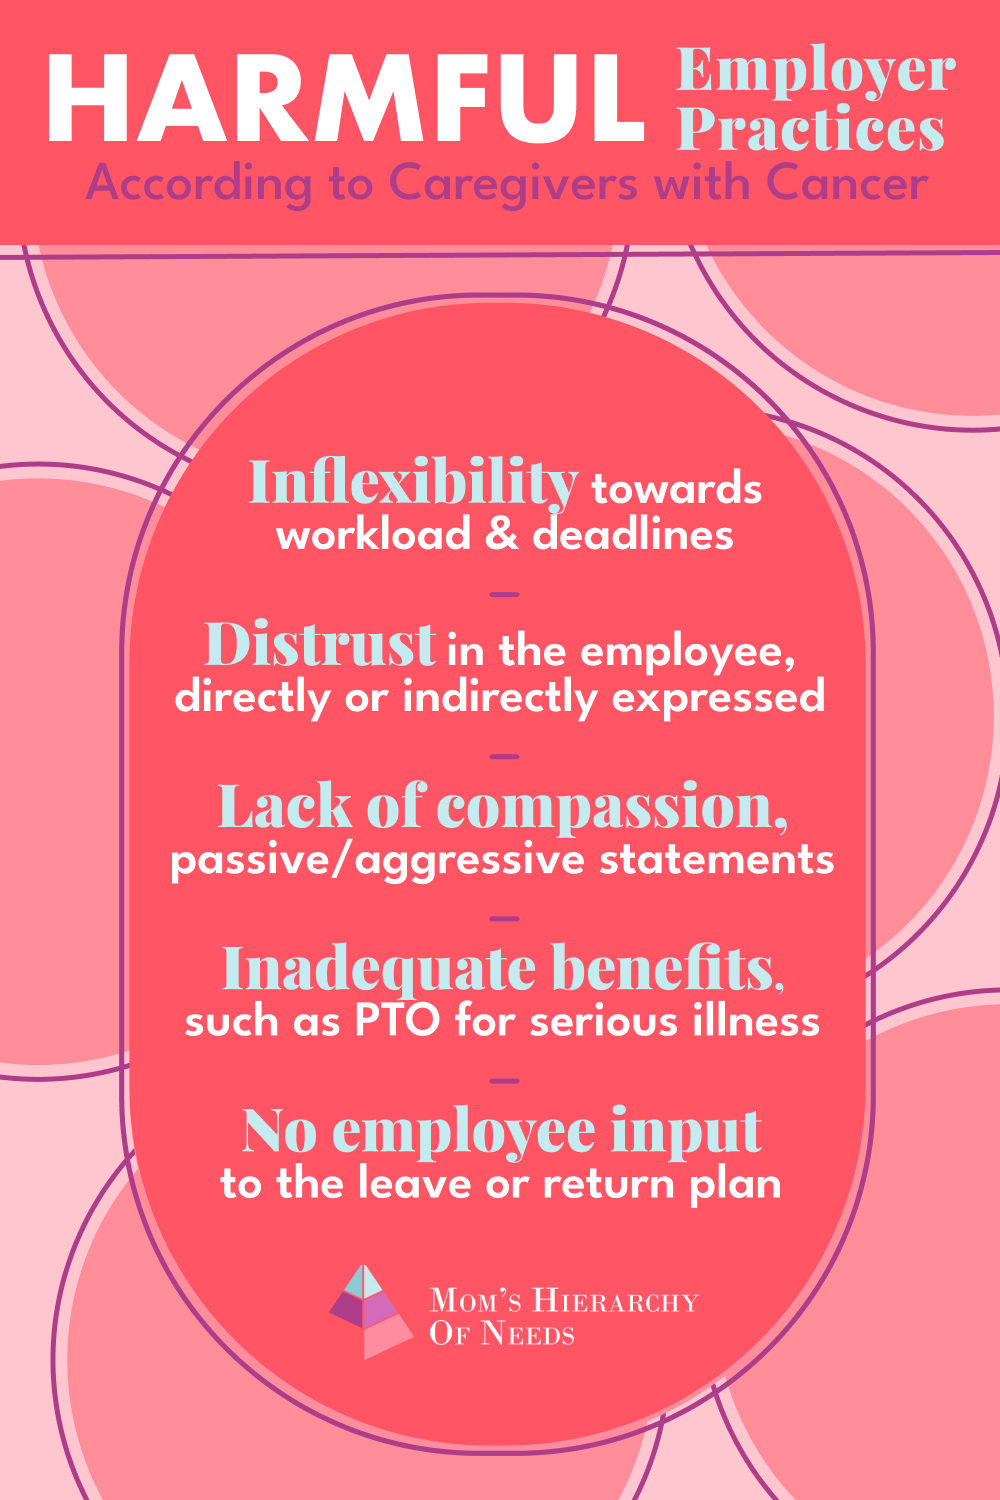 HARMFUL Employer
Practices
According to Caregivers with Cancer
Inflexibility towards
workload & deadlines
Distrust in the employee,
directly or indirectly expressed
Lack of compassion,
passive/aggressive statements
Inadequate benefits,
such as PTO for serious illness
No employee input
to the leave or return plan
Mom's Hierarchy
Of Needs